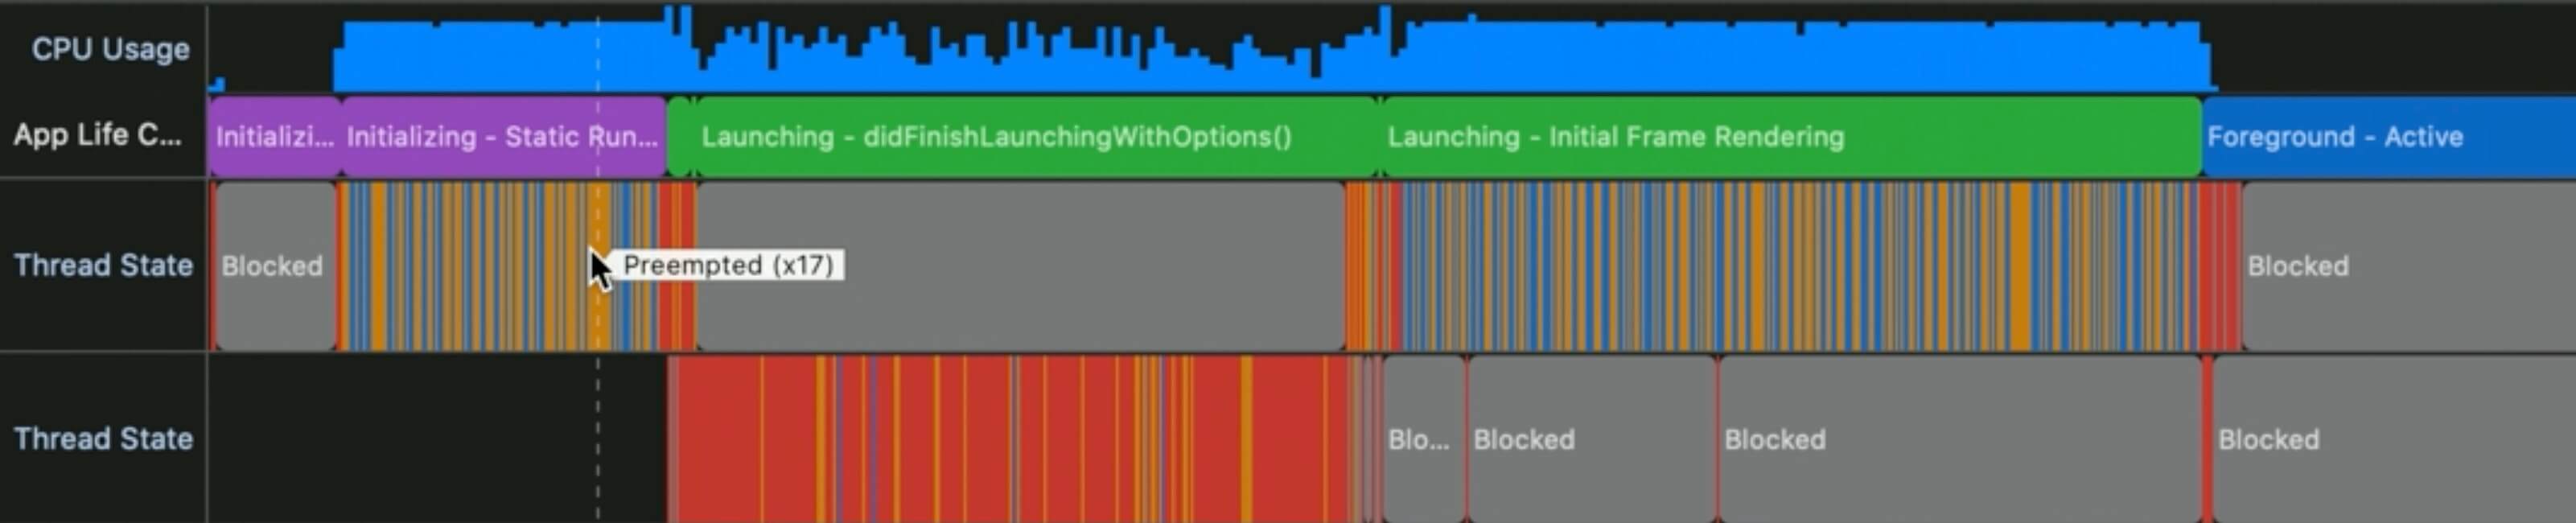 CPU Usage
App Life C...
Initializi...
Initializing - Static Run...
Launching - didFinishLaunchingWithOptions()
Launching - Initial Frame Rendering
Foreground - Active
Thread State
Blocked
Preempted (x17)
Blocked
Thread State
Blo...
Blocked
Blocked
Blocked